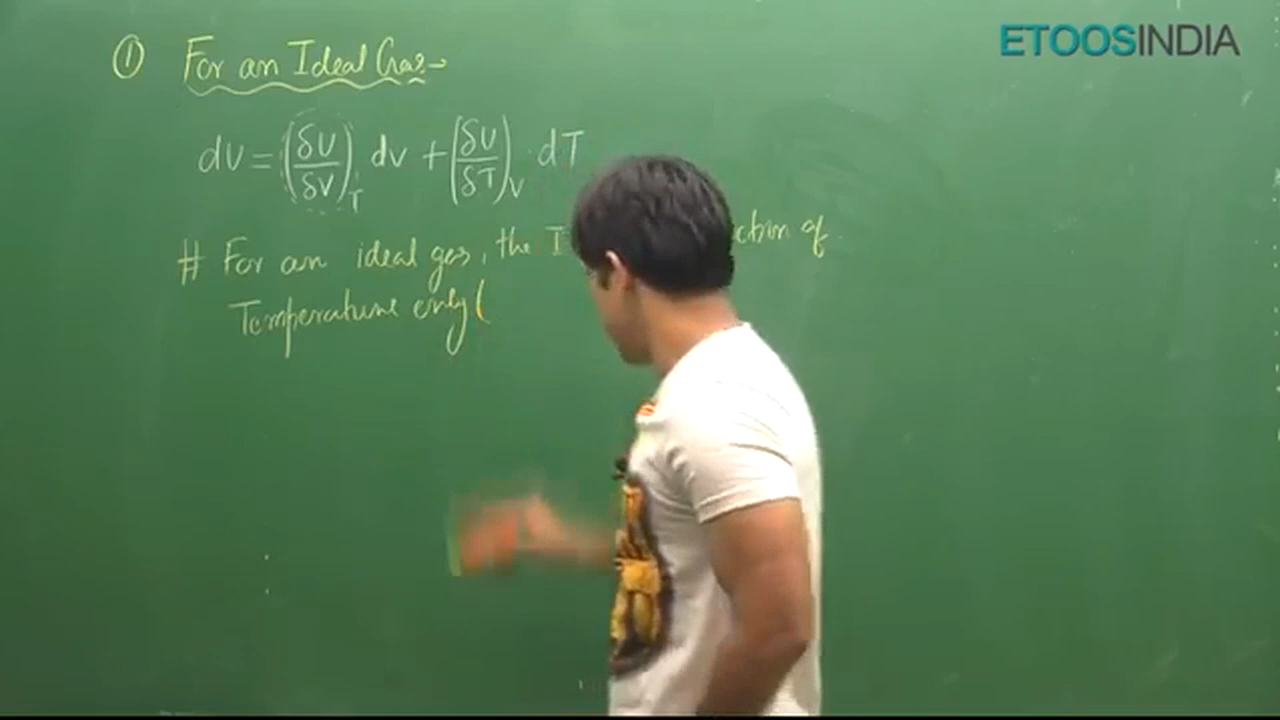 ETOOSINDIA
① For an Ideal Gas→
dU = (δU/δV)_T dv + (δU/δT)_V · dT
# For an ideal gas, the I of
Temperature only (